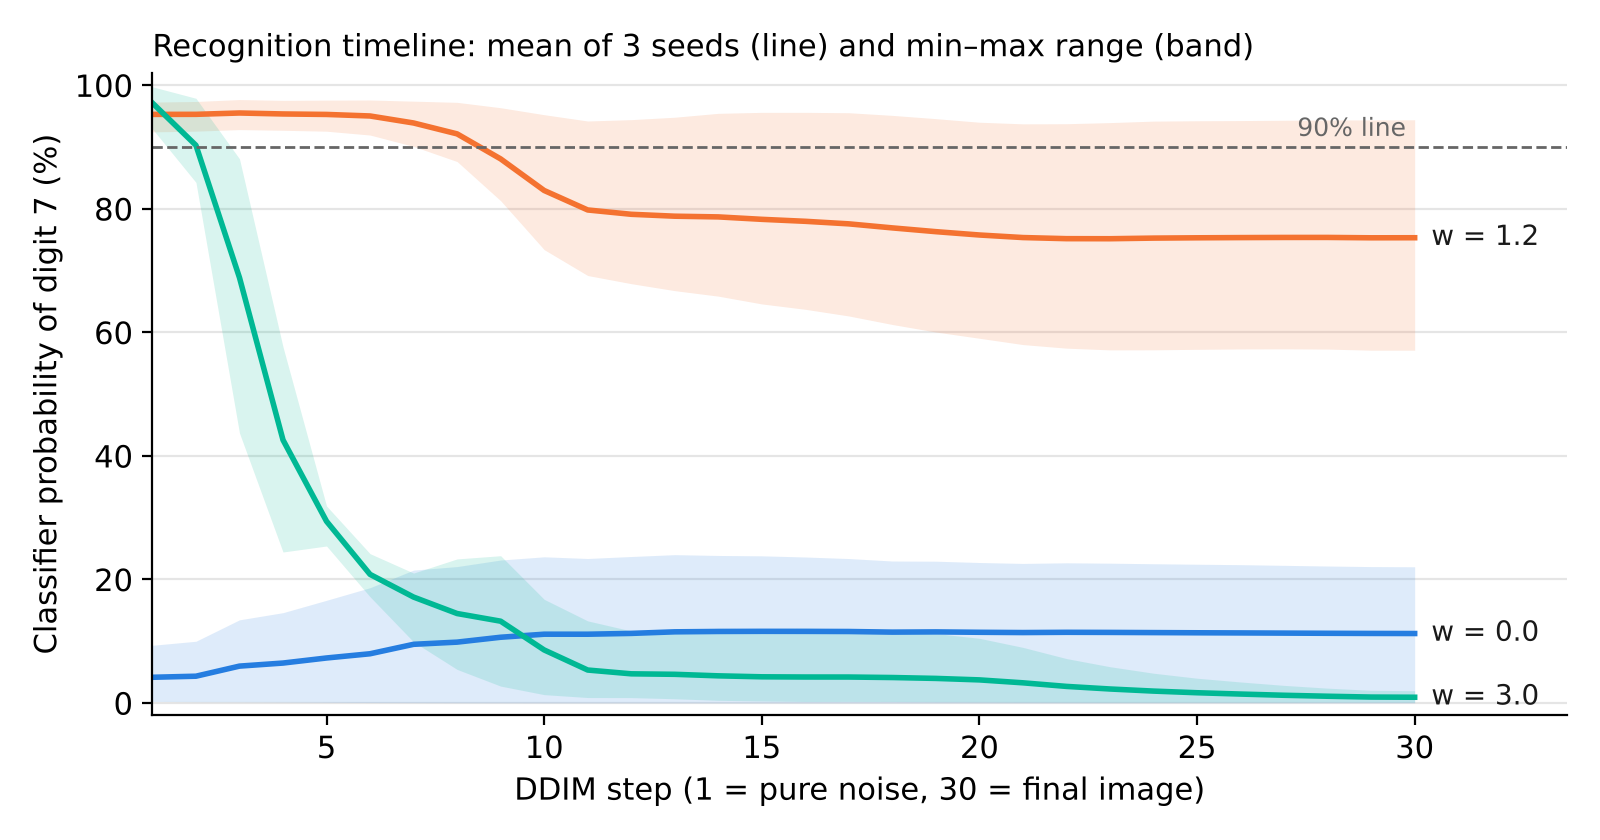 Recognition timeline: mean of 3 seeds (line) and min–max range (band)
Classifier probability of digit 7 (%)
100
80
60
40
20
0
90% line
w = 1.2
w = 0.0
w = 3.0
5 10 15 20 25 30
DDIM step (1 = pure noise, 30 = final image)